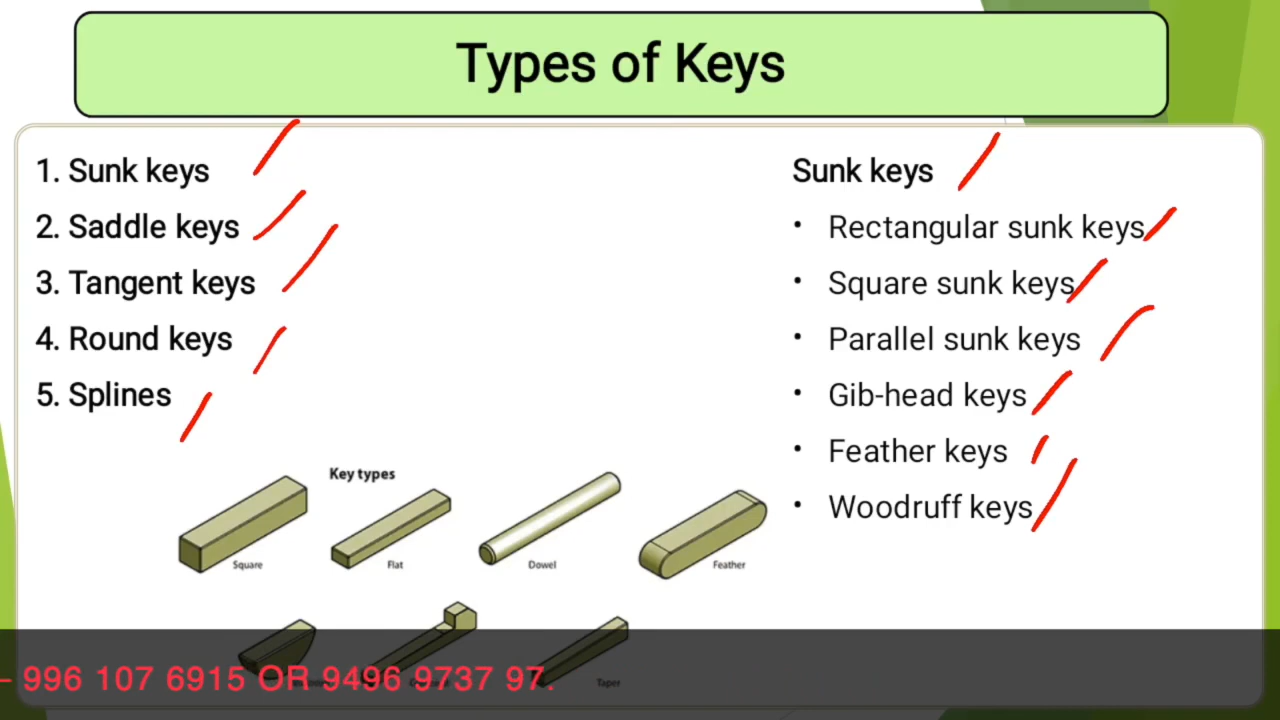 Types of Keys
1. Sunk keys
2. Saddle keys
3. Tangent keys
4. Round keys
5. Splines
Sunk keys
• Rectangular sunk keys
• Square sunk keys
• Parallel sunk keys
• Gib-head keys
• Feather keys
• Woodruff keys
Key types
Square
Flat
Dowel
Feather
Taper
– 996 107 6915 OR 9496 9737 97.